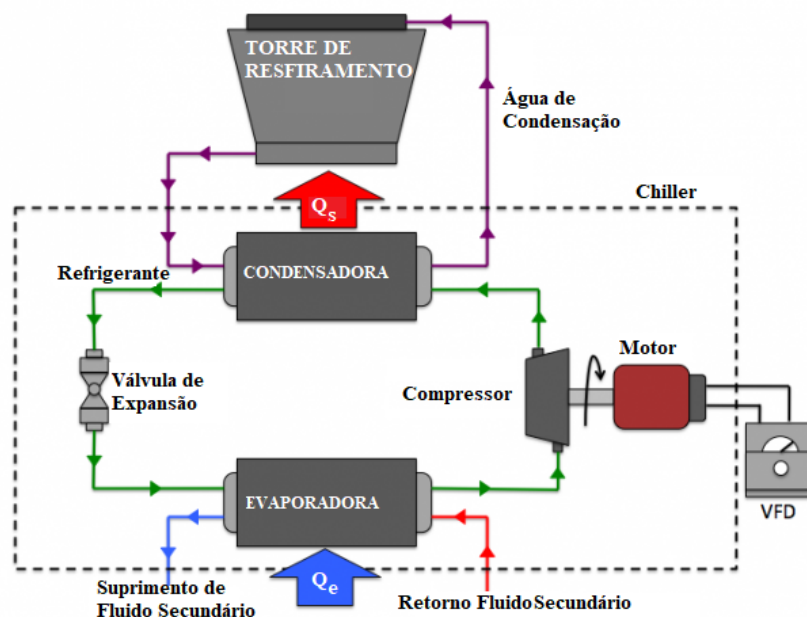 TORRE DE
RESFIRAMENTO
Água de
Condensação
Qs
Chiller
Refrigerante
CONDENSADORA
Motor
Válvula de
Expansão
Compressor
EVAPORADORA
VFD
Suprimento de
Fluido Secundário
Qe
Retorno Fluido Secundário